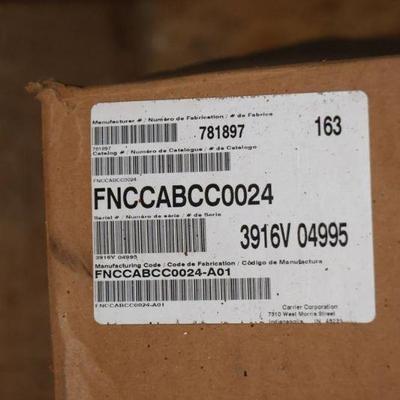 Manufacturer # / Numéro de Fabrication / # de Fabrica
781897 163
781897
Catalog # / Numéro de Catalogue / # de Catalogo
FNCCABCC0024
FNCCABCC0024
Serial # / Numéro de série / # de Serie
3916V 04995
3916V 04995
Manufacturing Code / Code de Fabrication / Código de Manufactura
FNCCABCC0024-A01
FNCCABCC0024-A01
Carrier Corporation
7310 West Morris Street
Indianapolis, IN 46231